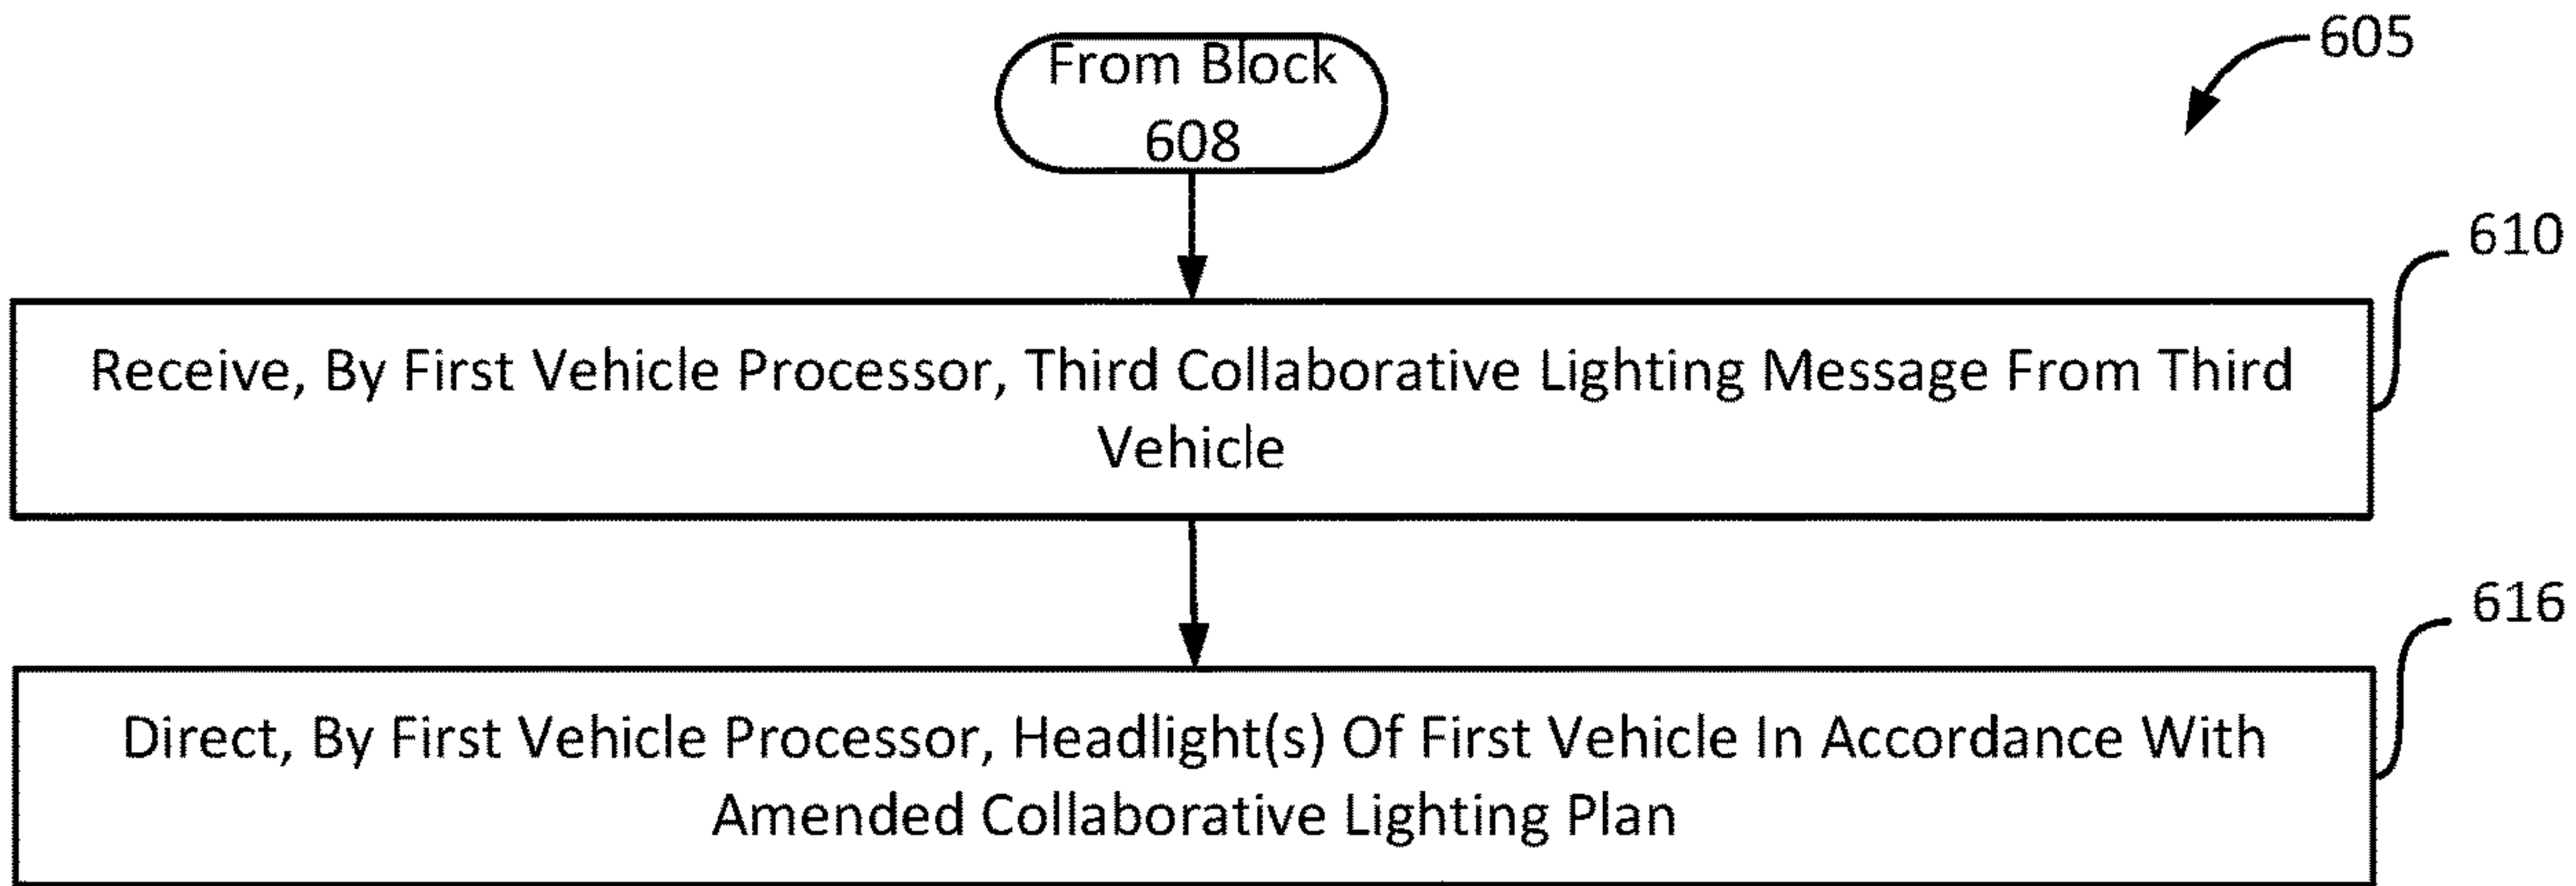 From Block
608
605
610
Receive, By First Vehicle Processor, Third Collaborative Lighting Message From Third
Vehicle
616
Direct, By First Vehicle Processor, Headlight(s) Of First Vehicle In Accordance With
Amended Collaborative Lighting Plan